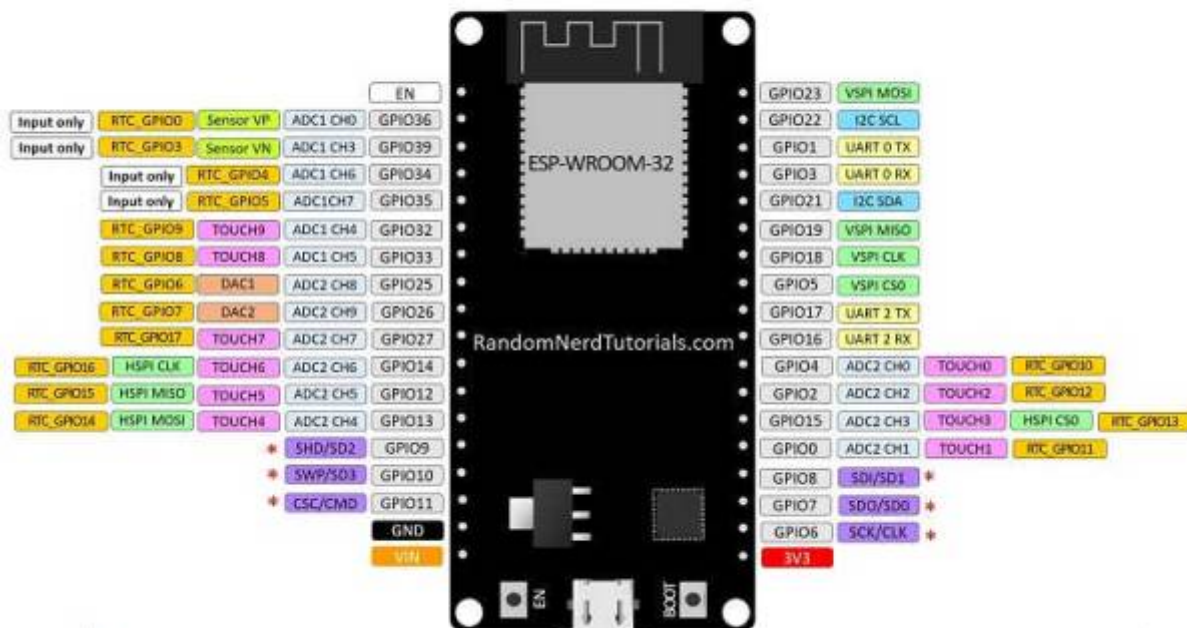 EN
Input only RTC_GPIO0 Sensor VP ADC1 CH0 GPIO36
Input only RTC_GPIO3 Sensor VN ADC1 CH3 GPIO39
Input only RTC_GPIO4 ADC1 CH6 GPIO34
Input only RTC_GPIO5 ADC1CH7 GPIO35
RTC_GPIO9 TOUCH9 ADC1 CH4 GPIO32
RTC_GPIO8 TOUCH8 ADC1 CH5 GPIO33
RTC_GPIO6 DAC1 ADC2 CH8 GPIO25
RTC_GPIO7 DAC2 ADC2 CH9 GPIO26
RTC_GPIO17 TOUCH7 ADC2 CH7 GPIO27
RTC_GPIO16 HSPI CLK TOUCH6 ADC2 CH6 GPIO14
RTC_GPIO15 HSPI MISO TOUCH5 ADC2 CH5 GPIO12
RTC_GPIO14 HSPI MOSI TOUCH4 ADC2 CH4 GPIO13
* SHD/SD2 GPIO9
* SWP/SD3 GPIO10
* CSC/CMD GPIO11
GND
VIN
ESP-WROOM-32
RandomNerdTutorials.com
EN
BOOT
GPIO23 VSPI MOSI
GPIO22 I2C SCL
GPIO1 UART 0 TX
GPIO3 UART 0 RX
GPIO21 I2C SDA
GPIO19 VSPI MISO
GPIO18 VSPI CLK
GPIO5 VSPI CS0
GPIO17 UART 2 TX
GPIO16 UART 2 RX
GPIO4 ADC2 CH0 TOUCH0 RTC_GPIO10
GPIO2 ADC2 CH2 TOUCH2 RTC_GPIO12
GPIO15 ADC2 CH3 TOUCH3 HSPI CS0 RTC_GPIO13
GPIO0 ADC2 CH1 TOUCH1 RTC_GPIO11
GPIO8 SDI/SD1 *
GPIO7 SDO/SD0 *
GPIO6 SCK/CLK *
3V3